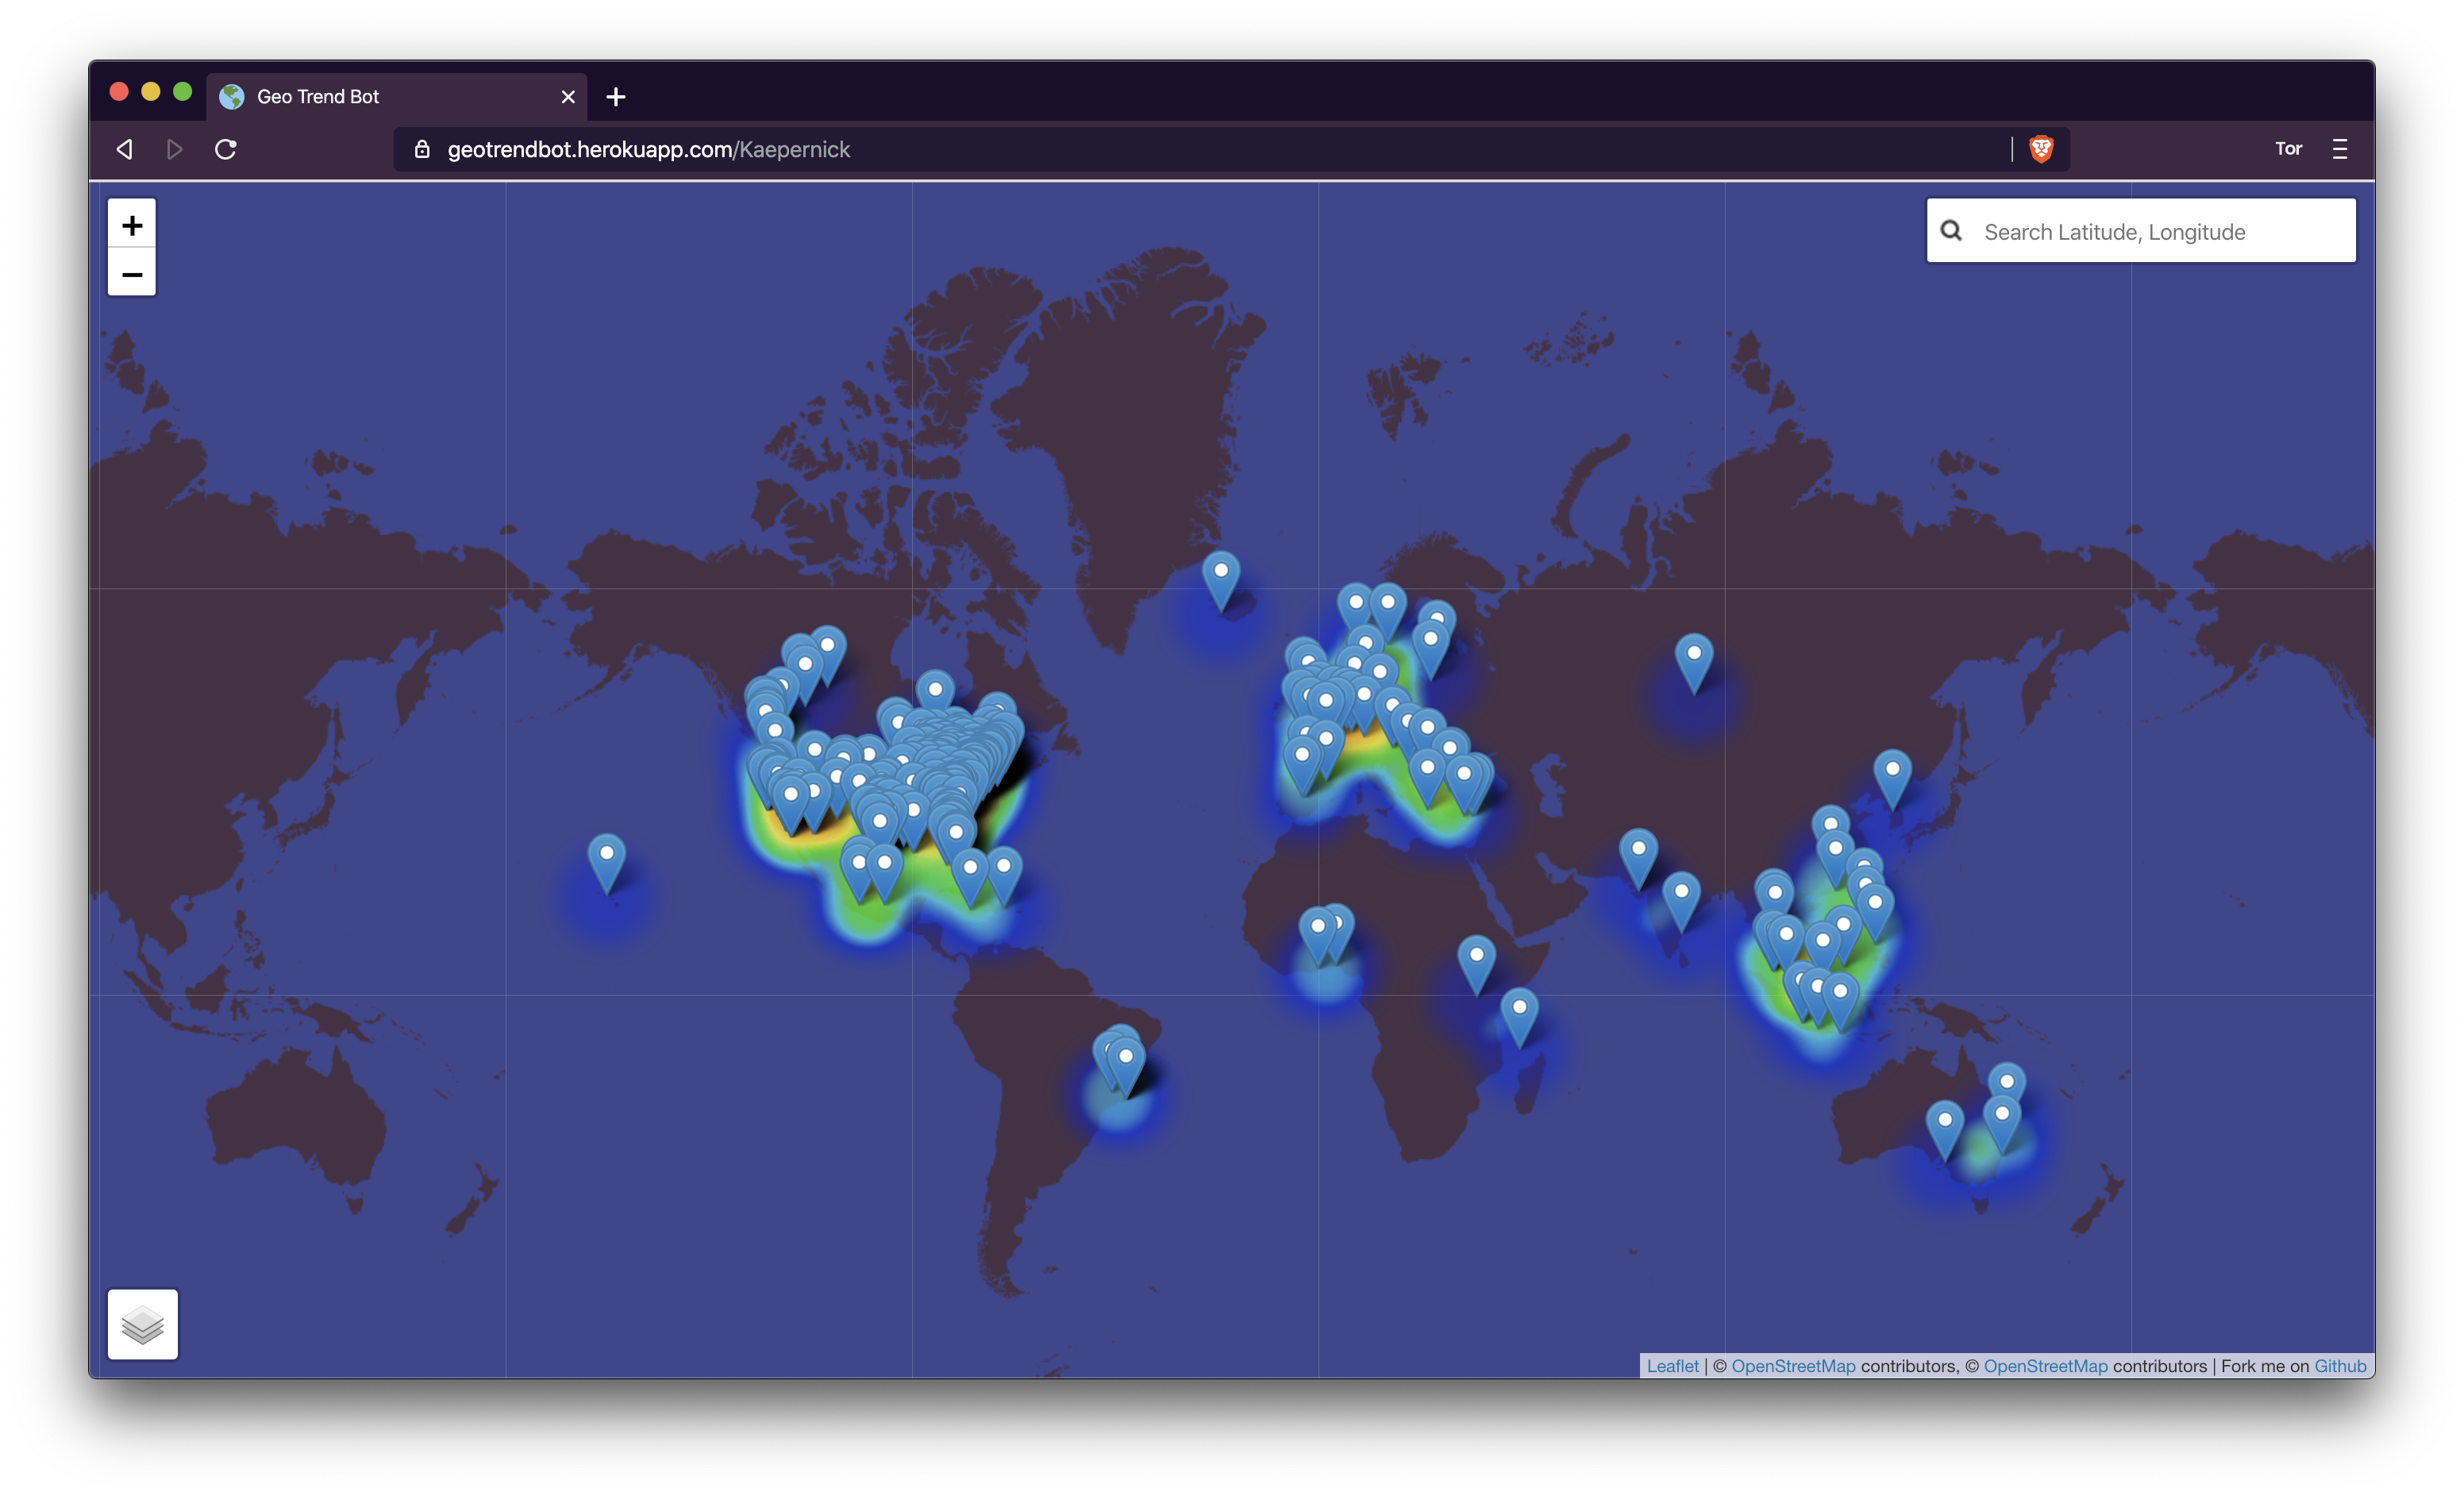 Geo Trend Bot
geotrendbot.herokuapp.com/Kaepernick
Tor
+
−
Search Latitude, Longitude
Leaflet | © OpenStreetMap contributors, © OpenStreetMap contributors | Fork me on Github